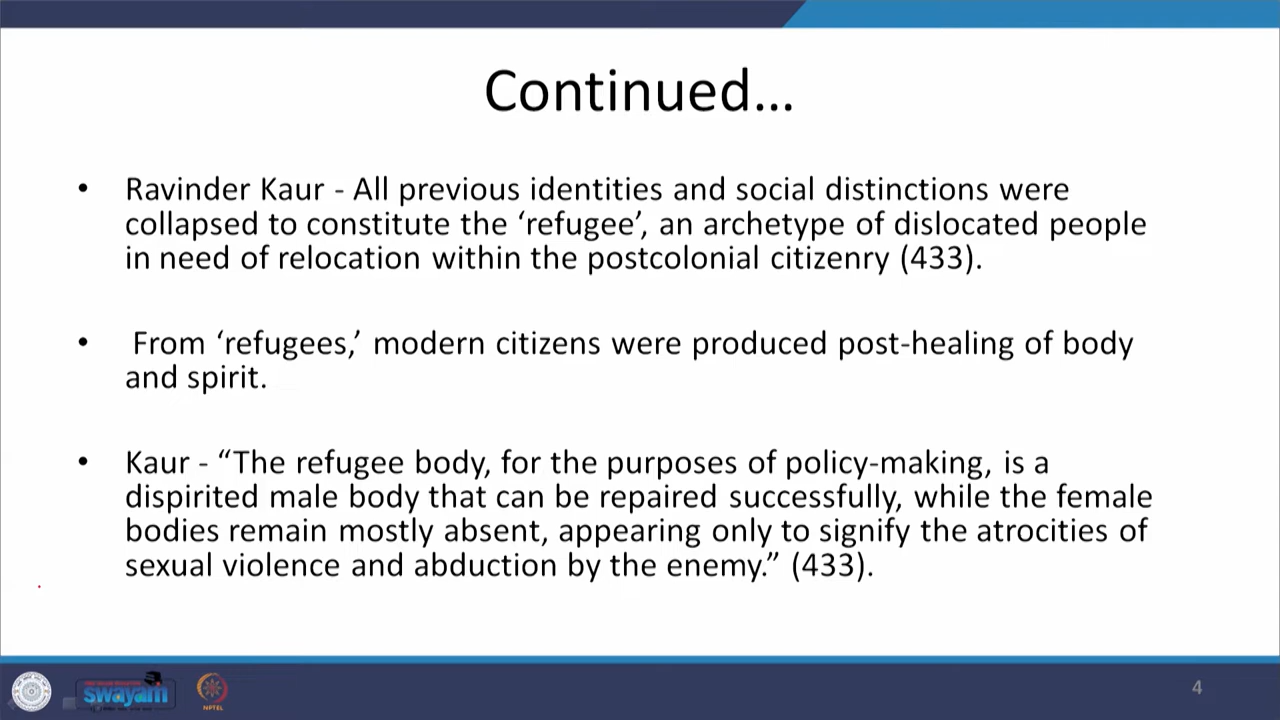 Continued…
• Ravinder Kaur - All previous identities and social distinctions were
collapsed to constitute the ‘refugee’, an archetype of dislocated people
in need of relocation within the postcolonial citizenry (433).
• From ‘refugees,’ modern citizens were produced post-healing of body
and spirit.
• Kaur - “The refugee body, for the purposes of policy-making, is a
dispirited male body that can be repaired successfully, while the female
bodies remain mostly absent, appearing only to signify the atrocities of
sexual violence and abduction by the enemy.” (433).
swayam
NPTEL
4